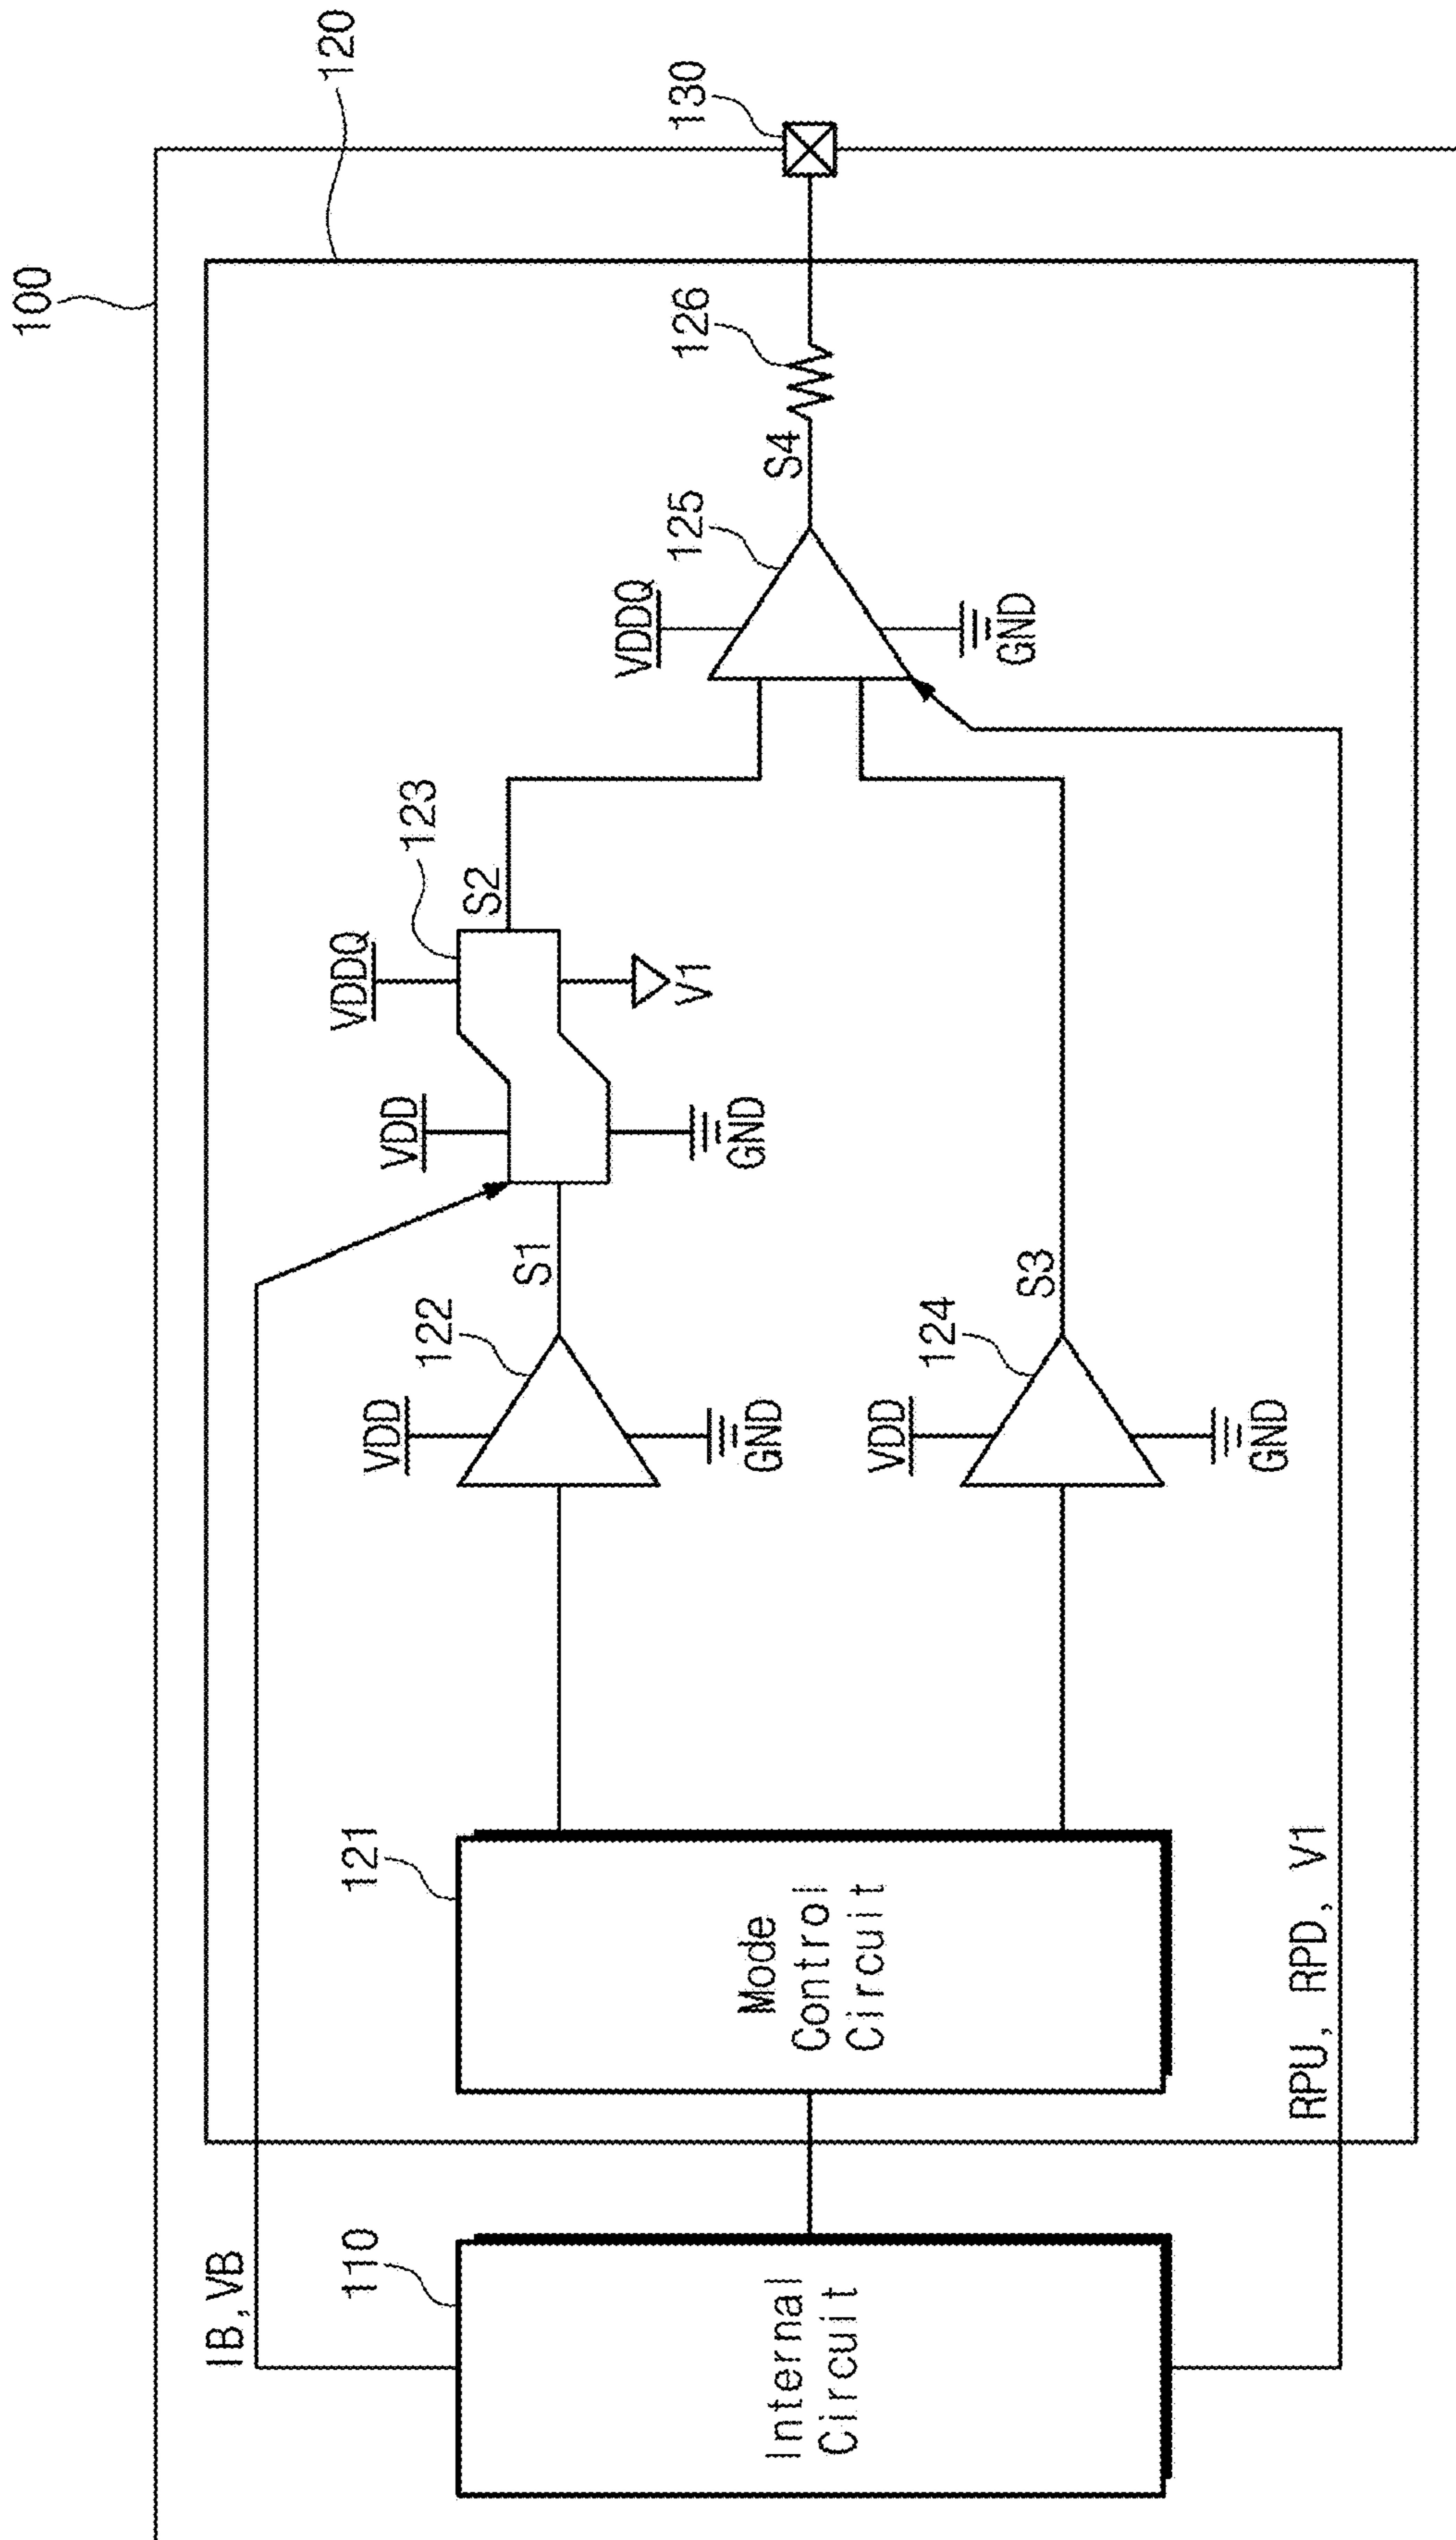 100
120
130
IB, VB
VDD
VDDQ
123
122
VDD
S1
S2
GND
V1
GND
110
Internal
Circuit
121
Mode
Control
Circuit
VDDQ
125
S4
126
GND
124
VDD
S3
GND
RPU, RPD, V1